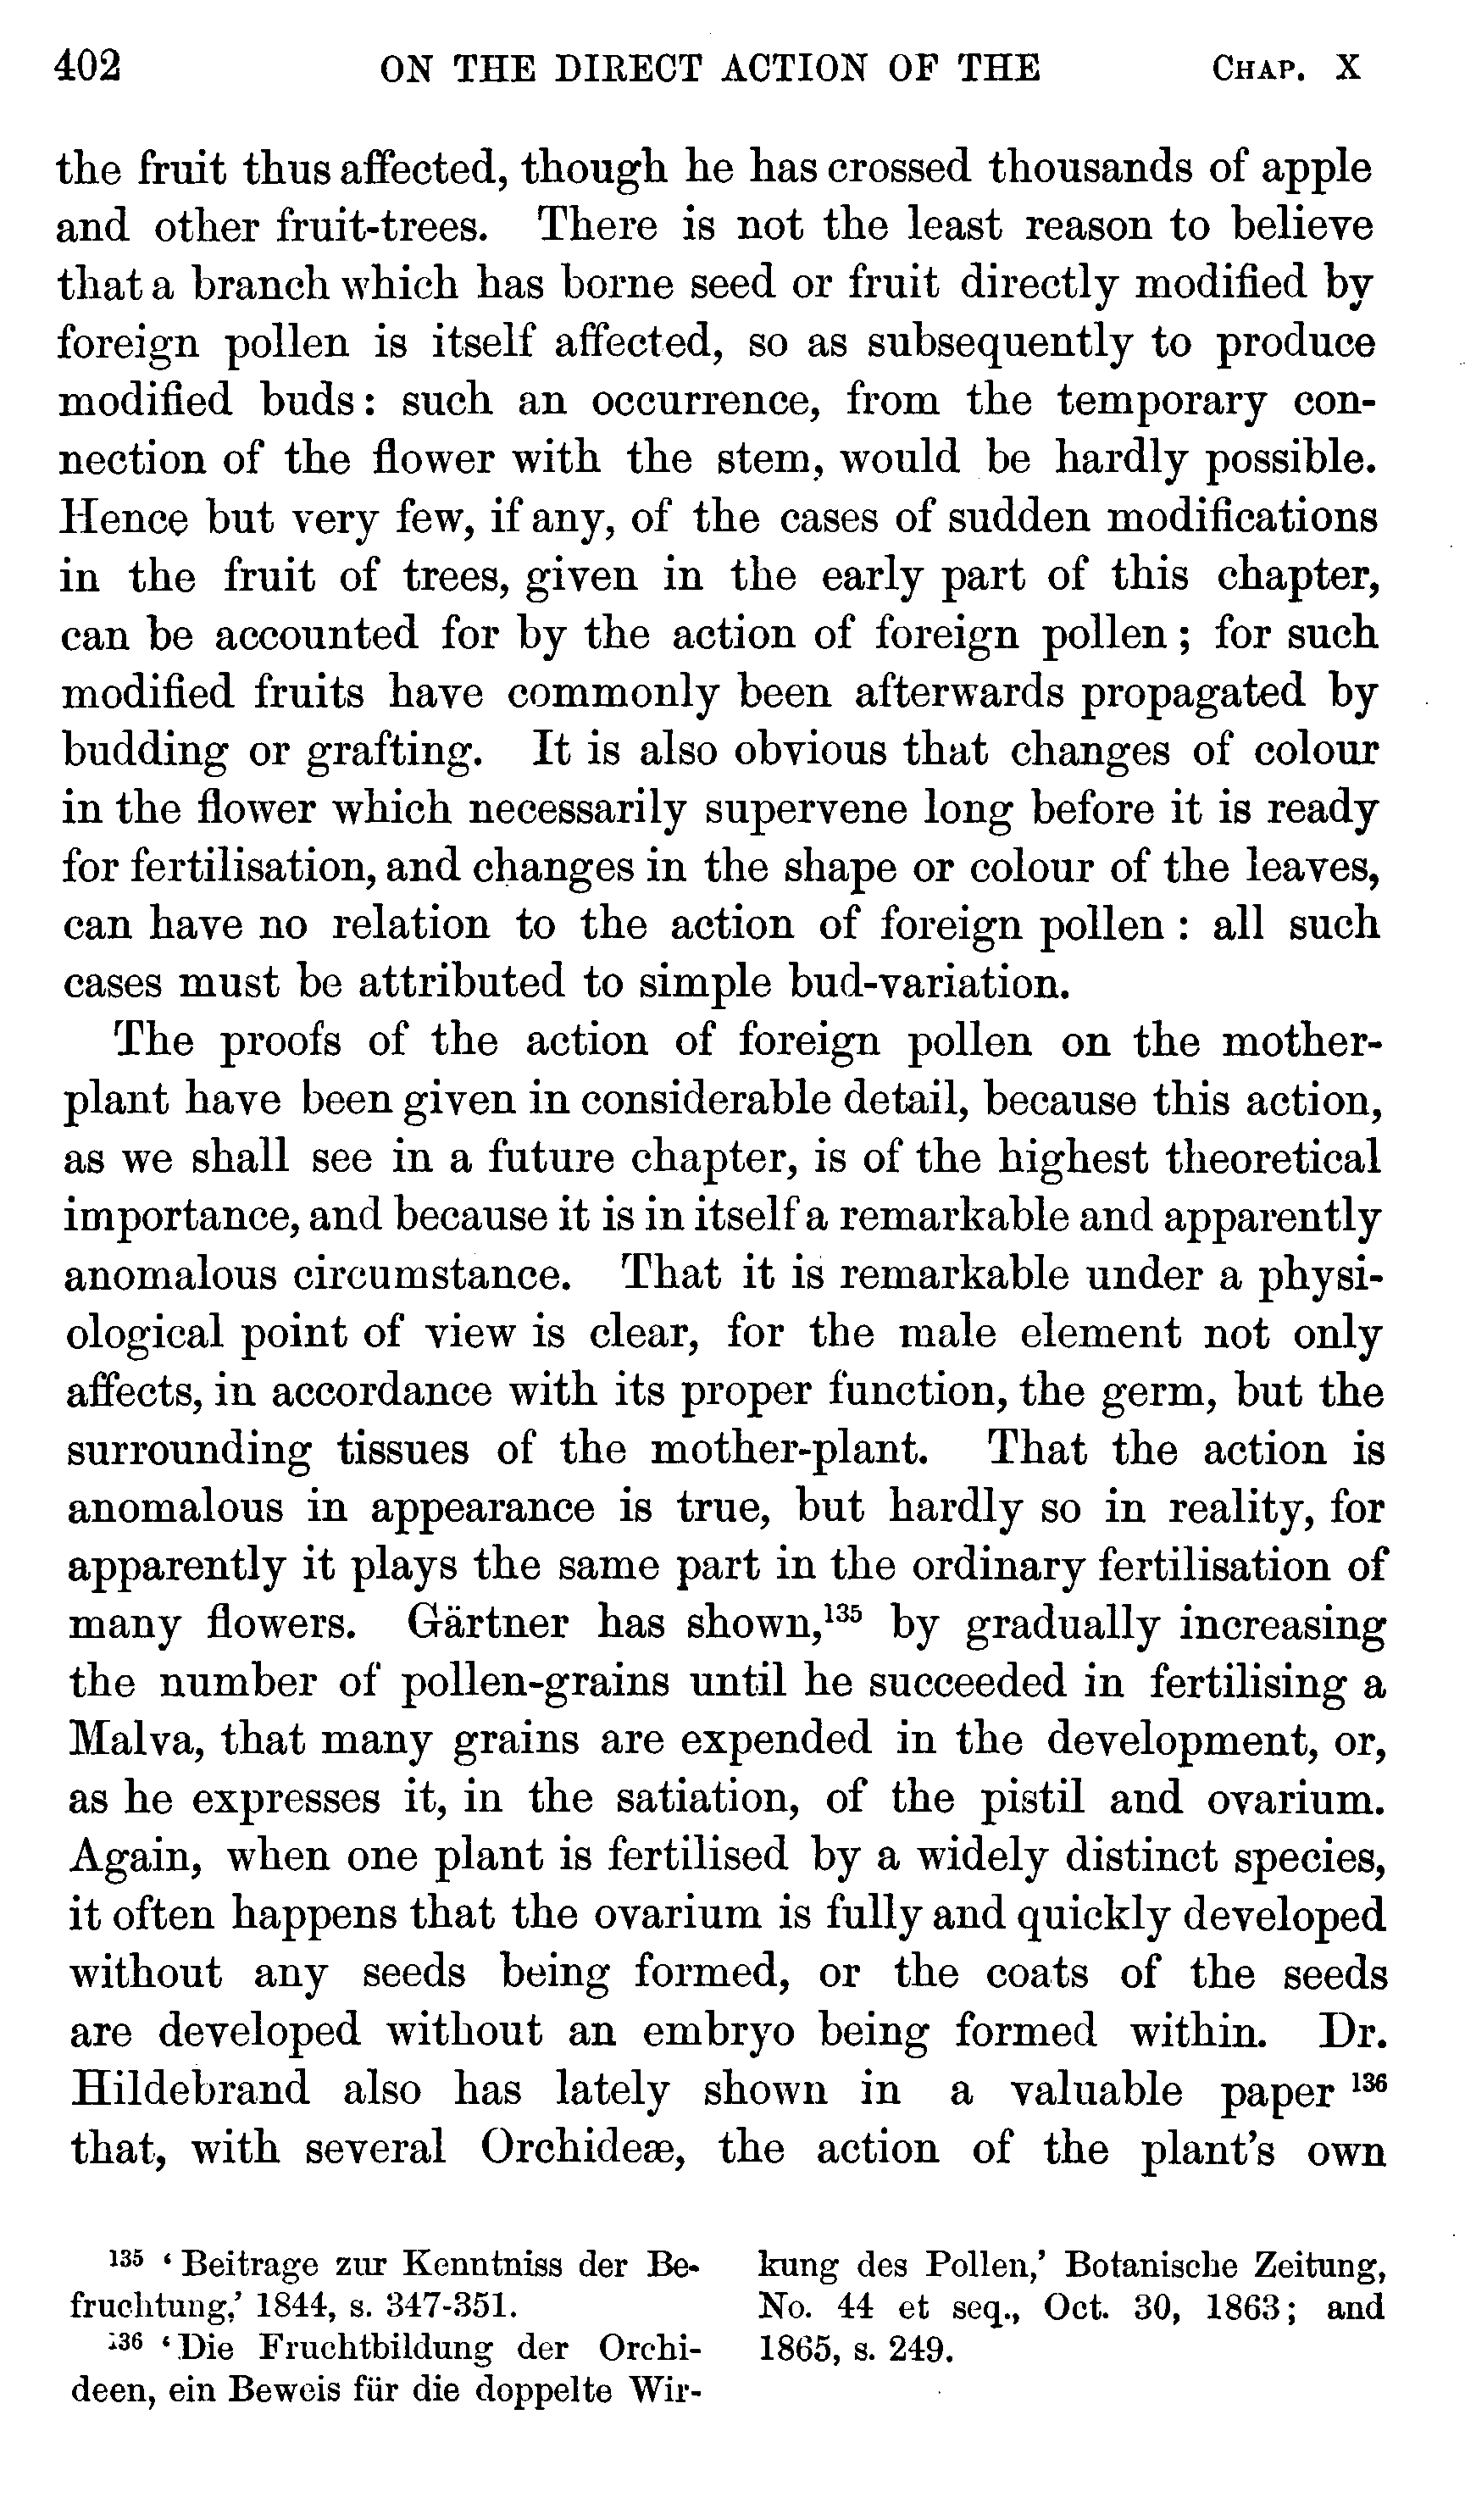 402 ON THE DIRECT ACTION OF THE CHAP. X
the fruit thus affected, though he has crossed thousands of apple
and other fruit-trees. There is not the least reason to believe
that a branch which has borne seed or fruit directly modified by
foreign pollen is itself affected, so as subsequently to produce
modified buds: such an occurrence, from the temporary con-
nection of the flower with the stem, would be hardly possible.
Hence but very few, if any, of the cases of sudden modifications
in the fruit of trees, given in the early part of this chapter,
can be accounted for by the action of foreign pollen; for such
modified fruits have commonly been afterwards propagated by
budding or grafting. It is also obvious that changes of colour
in the flower which necessarily supervene long before it is ready
for fertilisation, and changes in the shape or colour of the leaves,
can have no relation to the action of foreign pollen: all such
cases must be attributed to simple bud-variation.
The proofs of the action of foreign pollen on the mother-
plant have been given in considerable detail, because this action,
as we shall see in a future chapter, is of the highest theoretical
importance, and because it is in itself a remarkable and apparently
anomalous circumstance. That it is remarkable under a physi-
ological point of view is clear, for the male element not only
affects, in accordance with its proper function, the germ, but the
surrounding tissues of the mother-plant. That the action is
anomalous in appearance is true, but hardly so in reality, for
apparently it plays the same part in the ordinary fertilisation of
many flowers. Gärtner has shown,¹³⁵ by gradually increasing
the number of pollen-grains until he succeeded in fertilising a
Malva, that many grains are expended in the development, or,
as he expresses it, in the satiation, of the pistil and ovarium.
Again, when one plant is fertilised by a widely distinct species,
it often happens that the ovarium is fully and quickly developed
without any seeds being formed, or the coats of the seeds
are developed without an embryo being formed within. Dr.
Hildebrand also has lately shown in a valuable paper ¹³⁶
that, with several Orchideæ, the action of the plant's own
¹³⁵ 'Beitrage zur Kenntniss der Be-
fruchtung,' 1844, s. 347-351.
¹³⁶ 'Die Fruchtbildung der Orchi-
deen, ein Beweis für die doppelte Wir-
kung des Pollen,' Botanische Zeitung,
No. 44 et seq., Oct. 30, 1863; and
1865, s. 249.